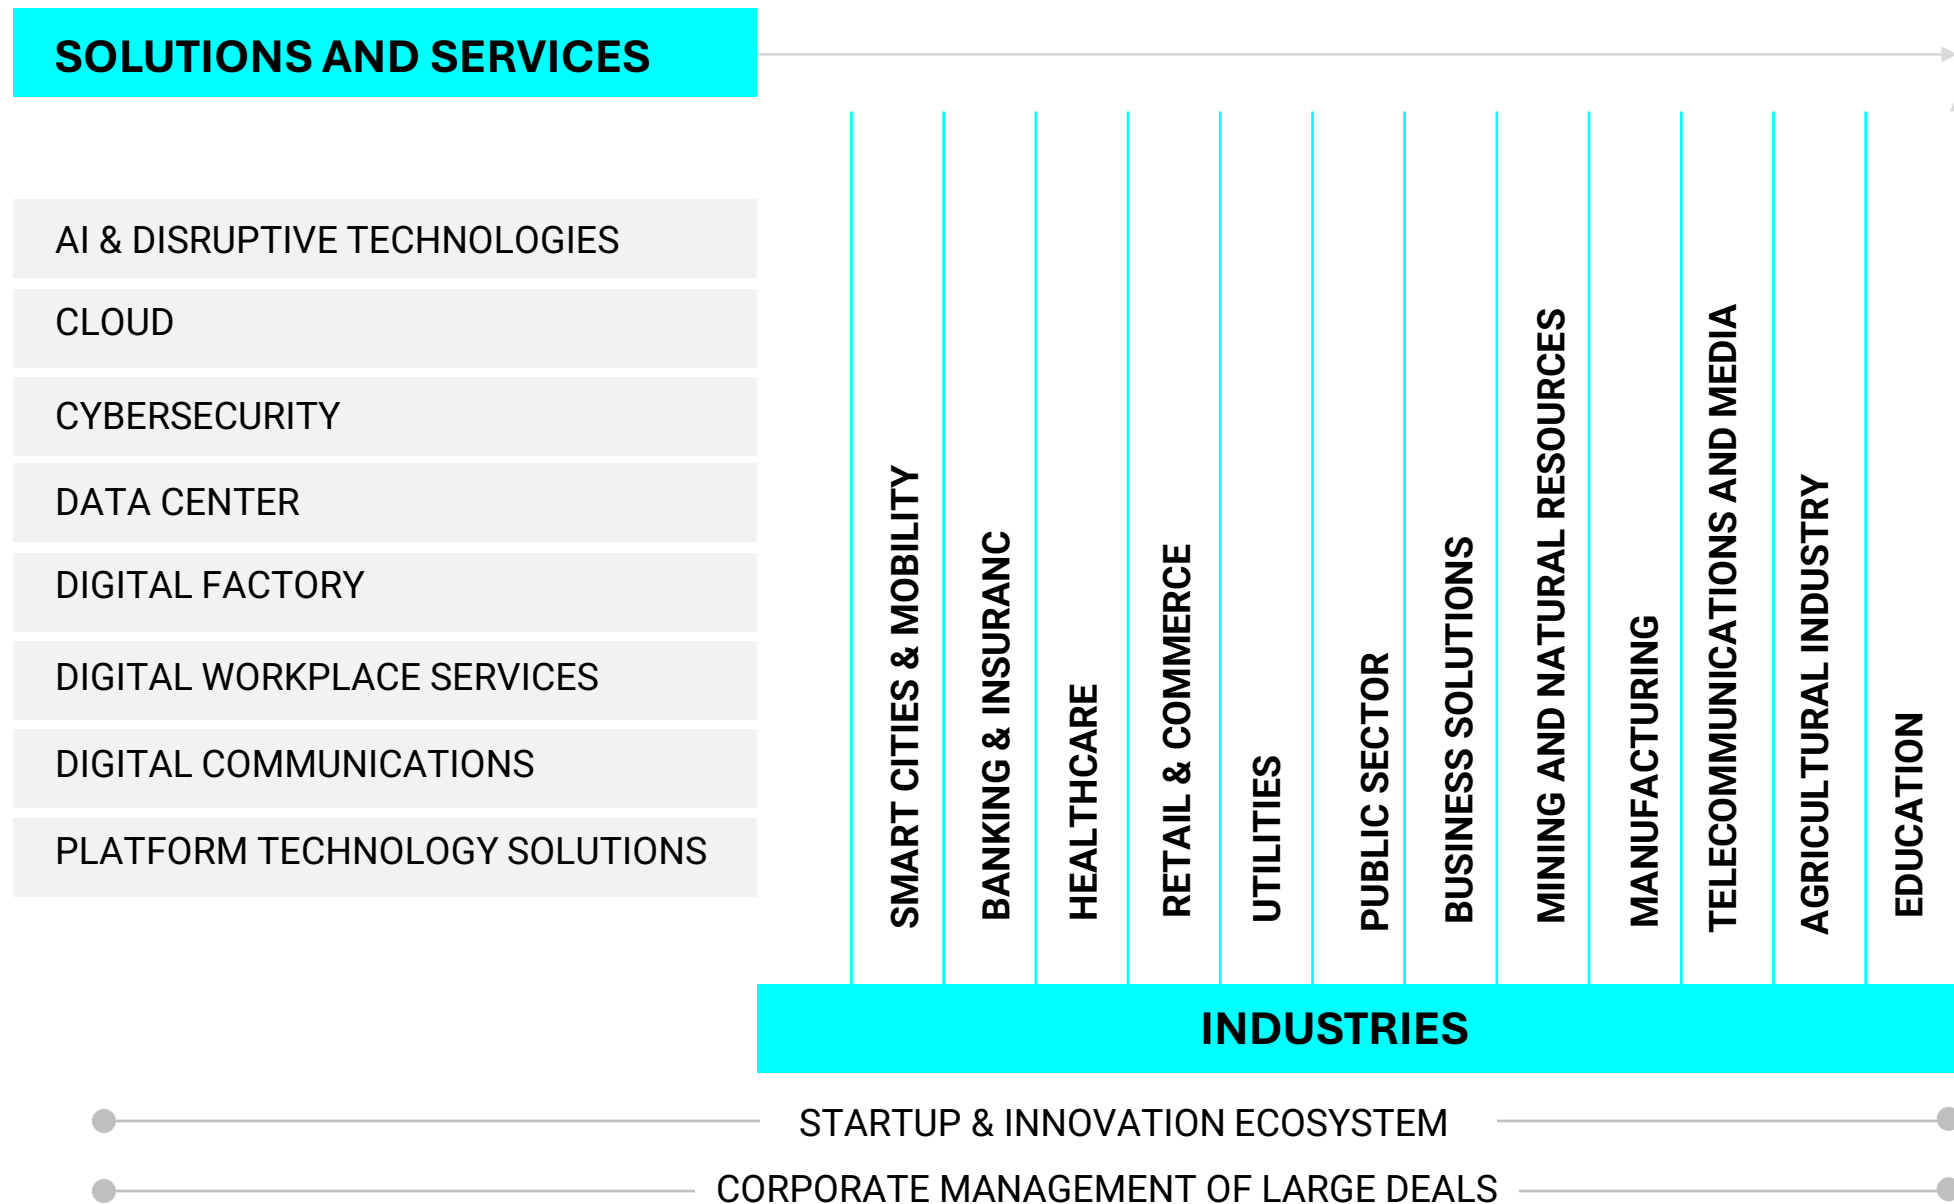 SOLUTIONS AND SERVICES
AI & DISRUPTIVE TECHNOLOGIES
CLOUD
CYBERSECURITY
DATA CENTER
DIGITAL FACTORY
DIGITAL WORKPLACE SERVICES
DIGITAL COMMUNICATIONS
PLATFORM TECHNOLOGY SOLUTIONS
SMART CITIES & MOBILITY
BANKING & INSURANC
HEALTHCARE
RETAIL & COMMERCE
UTILITIES
PUBLIC SECTOR
BUSINESS SOLUTIONS
MINING AND NATURAL RESOURCES
MANUFACTURING
TELECOMMUNICATIONS AND MEDIA
AGRICULTURAL INDUSTRY
EDUCATION
INDUSTRIES
STARTUP & INNOVATION ECOSYSTEM
CORPORATE MANAGEMENT OF LARGE DEALS